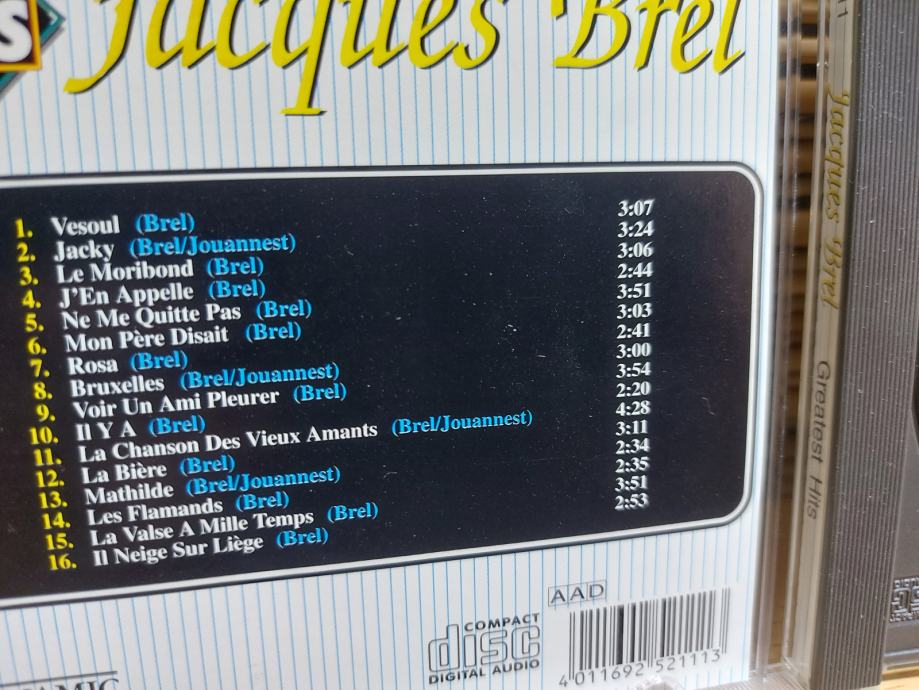 S
Jacques Brel
1. Vesoul (Brel) 3:07
2. Jacky (Brel/Jouannest) 3:24
3. Le Moribond (Brel) 3:06
4. J'En Appelle (Brel) 2:44
5. Ne Me Quitte Pas (Brel) 3:51
6. Mon Père Disait (Brel) 3:03
7. Rosa (Brel) 2:41
8. Bruxelles (Brel/Jouannest) 3:00
9. Voir Un Ami Pleurer (Brel) 3:54
10. Il Y A (Brel) 2:20
11. La Chanson Des Vieux Amants (Brel/Jouannest) 4:28
12. La Bière (Brel) 3:11
13. Mathilde (Brel/Jouannest) 2:34
14. Les Flamands (Brel) 2:35
15. La Valse A Mille Temps (Brel) 3:51
16. Il Neige Sur Liège (Brel) 2:53
AAD
COMPACT
disc
DIGITAL AUDIO
4 011692 521113
Jacques Brel Greatest Hits